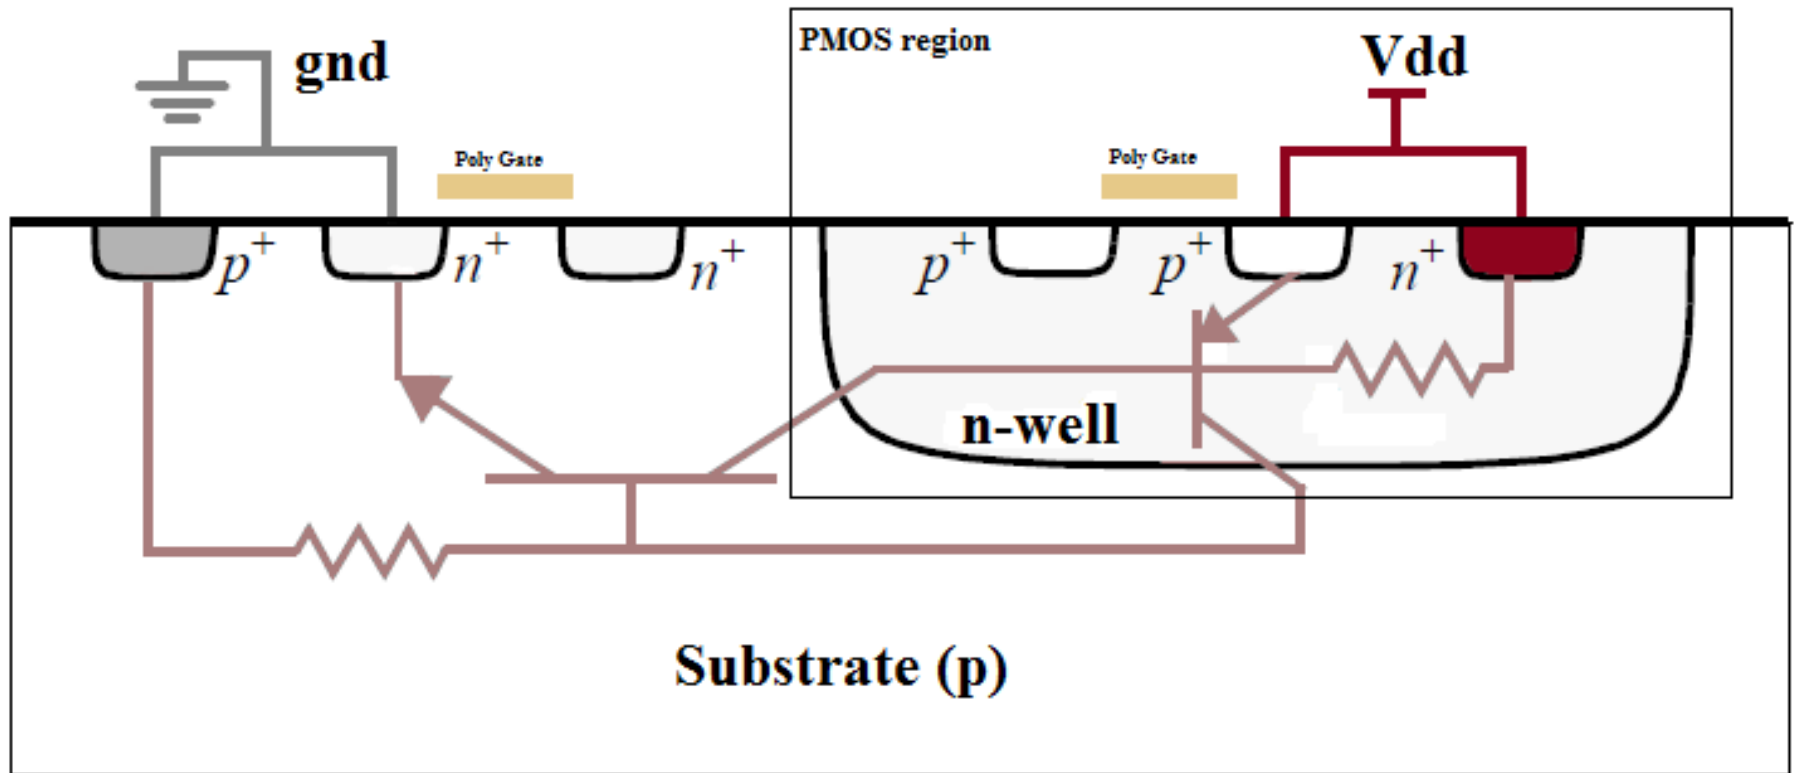 PMOS region
gnd
Vdd
Poly Gate
Poly Gate
p+
n+
n+
p+
p+
n+
n-well
Substrate (p)